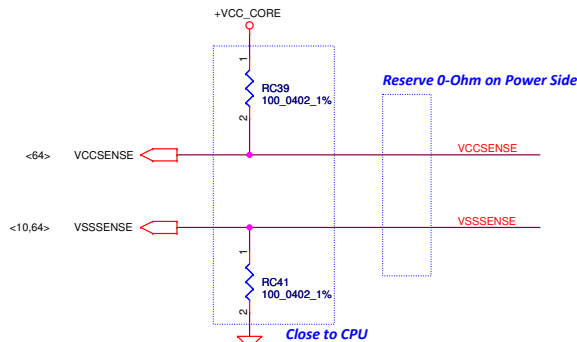 +VCC_CORE
1
RC39
100_0402_1%
2
Reserve 0-Ohm on Power Side
<64> VCCSENSE
VCCSENSE
<10,64> VSSSENSE
VSSSENSE
1
RC41
100_0402_1%
2
Close to CPU